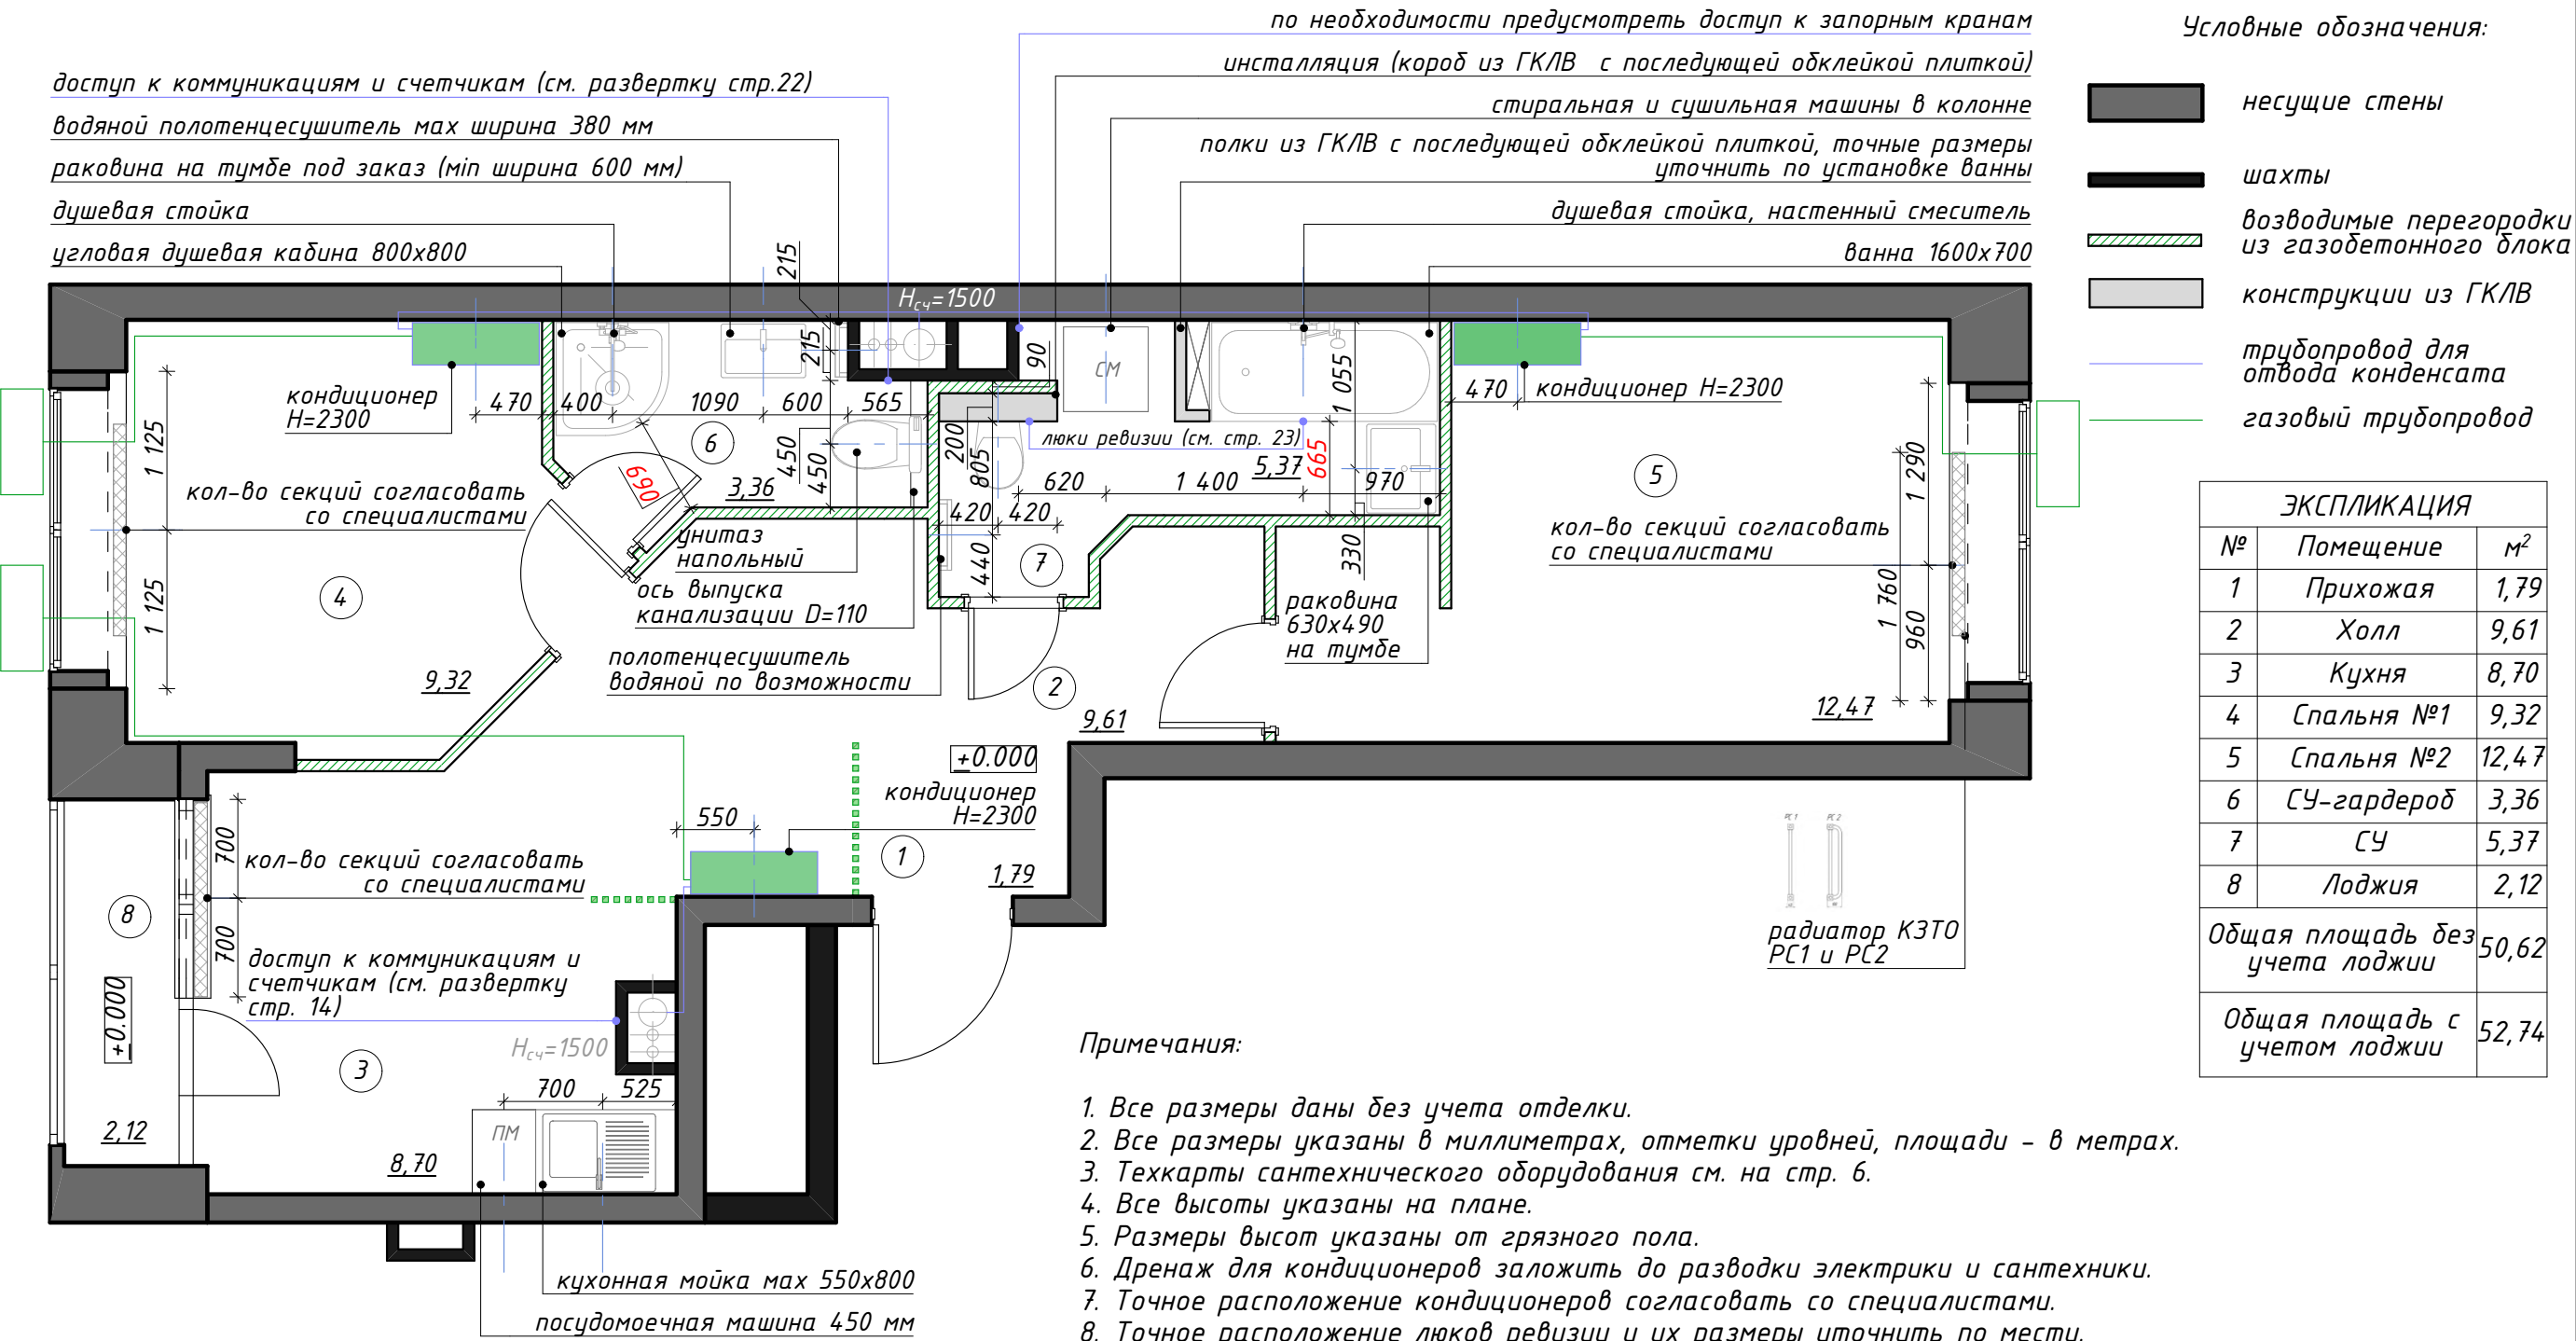 по необходимости предусмотреть доступ к запорным кранам
инсталляция (короб из ГКЛВ с последующей обклейкой плиткой)
стиральная и сушильная машины в колонне
полки из ГКЛВ с последующей обклейкой плиткой, точные размеры
уточнить по установке ванны
душевая стойка, настенный смеситель
ванна 1600х700
доступ к коммуникациям и счетчикам (см. развертку стр.22)
водяной полотенцесушитель мах ширина 380 мм
раковина на тумбе под заказ (min ширина 600 мм)
душевая стойка
угловая душевая кабина 800х800
Условные обозначения:
несущие стены
шахты
возводимые перегородки
из газобетонного блока
конструкции из ГКЛВ
трубопровод для
отвода конденсата
газовый трубопровод
215
Нсч=1500
215
90
СМ
1 055
кондиционер
Н=2300
470
400
1090
600
565
470
кондиционер Н=2300
1 125
1 125
6
690
3,36
450
450
200
805
люки ревизии (см. стр. 23)
5,37
665
620
1 400
970
420
420
440
330
7
5
1 290
1 760
960
кол-во секций согласовать
со специалистами
кол-во секций согласовать
со специалистами
унитаз
напольный
ось выпуска
канализации D=110
полотенцесушитель
водяной по возможности
раковина
630х490
на тумбе
4
9,32
2
9,61
12,47
+0.000
кондиционер
Н=2300
550
1
1,79
700
700
кол-во секций согласовать
со специалистами
8
+0.000
2,12
доступ к коммуникациям и
счетчикам (см. развертку
стр. 14)
Нсч=1500
3
8,70
700
525
ПМ
кухонная мойка мах 550х800
посудомоечная машина 450 мм
РС1
РС2
радиатор КЗТО
РС1 и РС2
ЭКСПЛИКАЦИЯ
№ Помещение м²
1 Прихожая 1,79
2 Холл 9,61
3 Кухня 8,70
4 Спальня №1 9,32
5 Спальня №2 12,47
6 СУ-гардероб 3,36
7 СУ 5,37
8 Лоджия 2,12
Общая площадь без
учета лоджии 50,62
Общая площадь с
учетом лоджии 52,74
Примечания:
1. Все размеры даны без учета отделки.
2. Все размеры указаны в миллиметрах, отметки уровней, площади - в метрах.
3. Техкарты сантехнического оборудования см. на стр. 6.
4. Все высоты указаны на плане.
5. Размеры высот указаны от грязного пола.
6. Дренаж для кондиционеров заложить до разводки электрики и сантехники.
7. Точное расположение кондиционеров согласовать со специалистами.
8. Точное расположение люков ревизии и их размеры уточнить по мести.